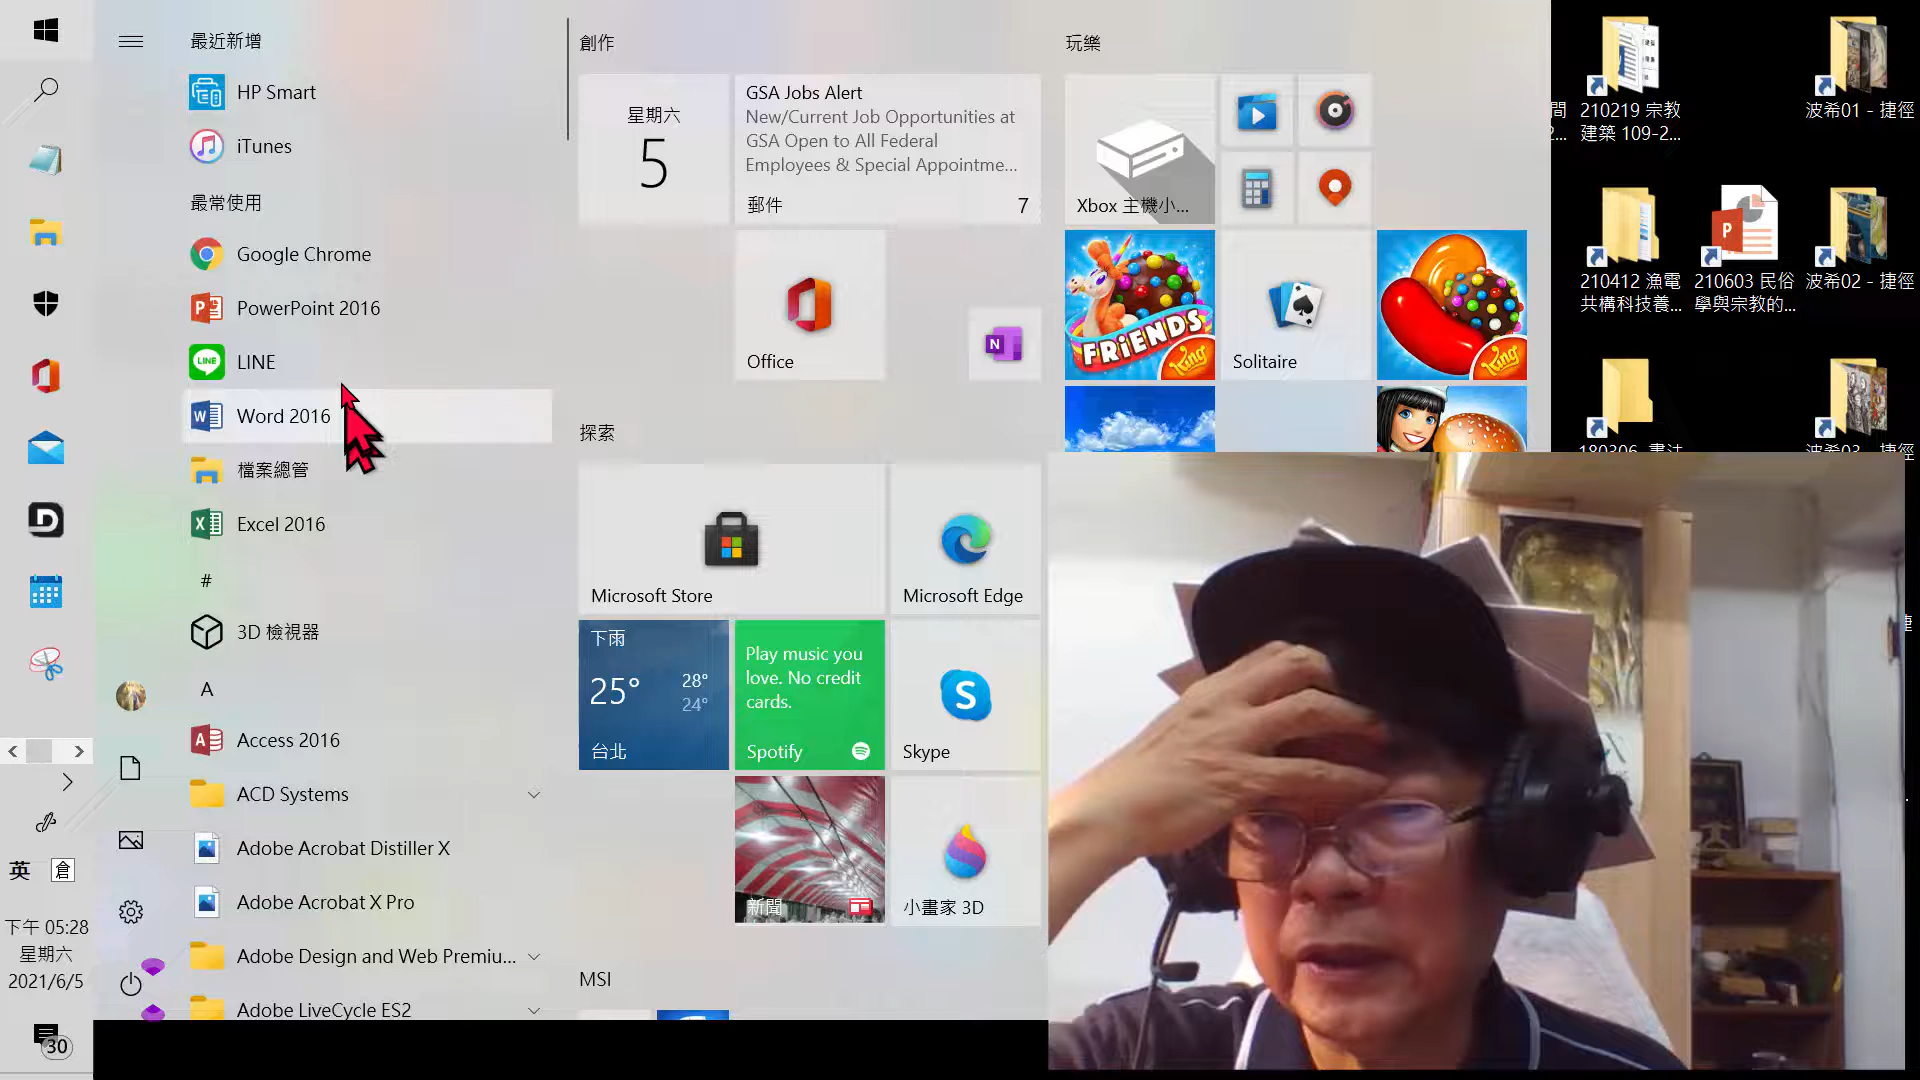 最近新增
HP Smart
iTunes
最常使用
Google Chrome
PowerPoint 2016
LINE
Word 2016
檔案總管
Excel 2016
#
3D 檢視器
A
Access 2016
ACD Systems
Adobe Acrobat Distiller X
Adobe Acrobat X Pro
Adobe Design and Web Premiu...
Adobe LiveCycle ES2
英
倉
下午 05:28
星期六
2021/6/5
30
創作
星期六
5
GSA Jobs Alert
New/Current Job Opportunities at
GSA Open to All Federal
Employees & Special Appointme...
郵件
7
Office
探索
Microsoft Store
Microsoft Edge
下雨
25°
28°
24°
台北
Play music you
love. No credit
cards.
Spotify
Skype
新聞
小畫家 3D
MSI
玩樂
Xbox 主機小...
FRIENDS
King
Solitaire
King
間
2...
210219 宗教
建築 109-2...
波希01 - 捷徑
210412 漁電
共構科技養...
210603 民俗
學與宗教的...
波希02 - 捷徑